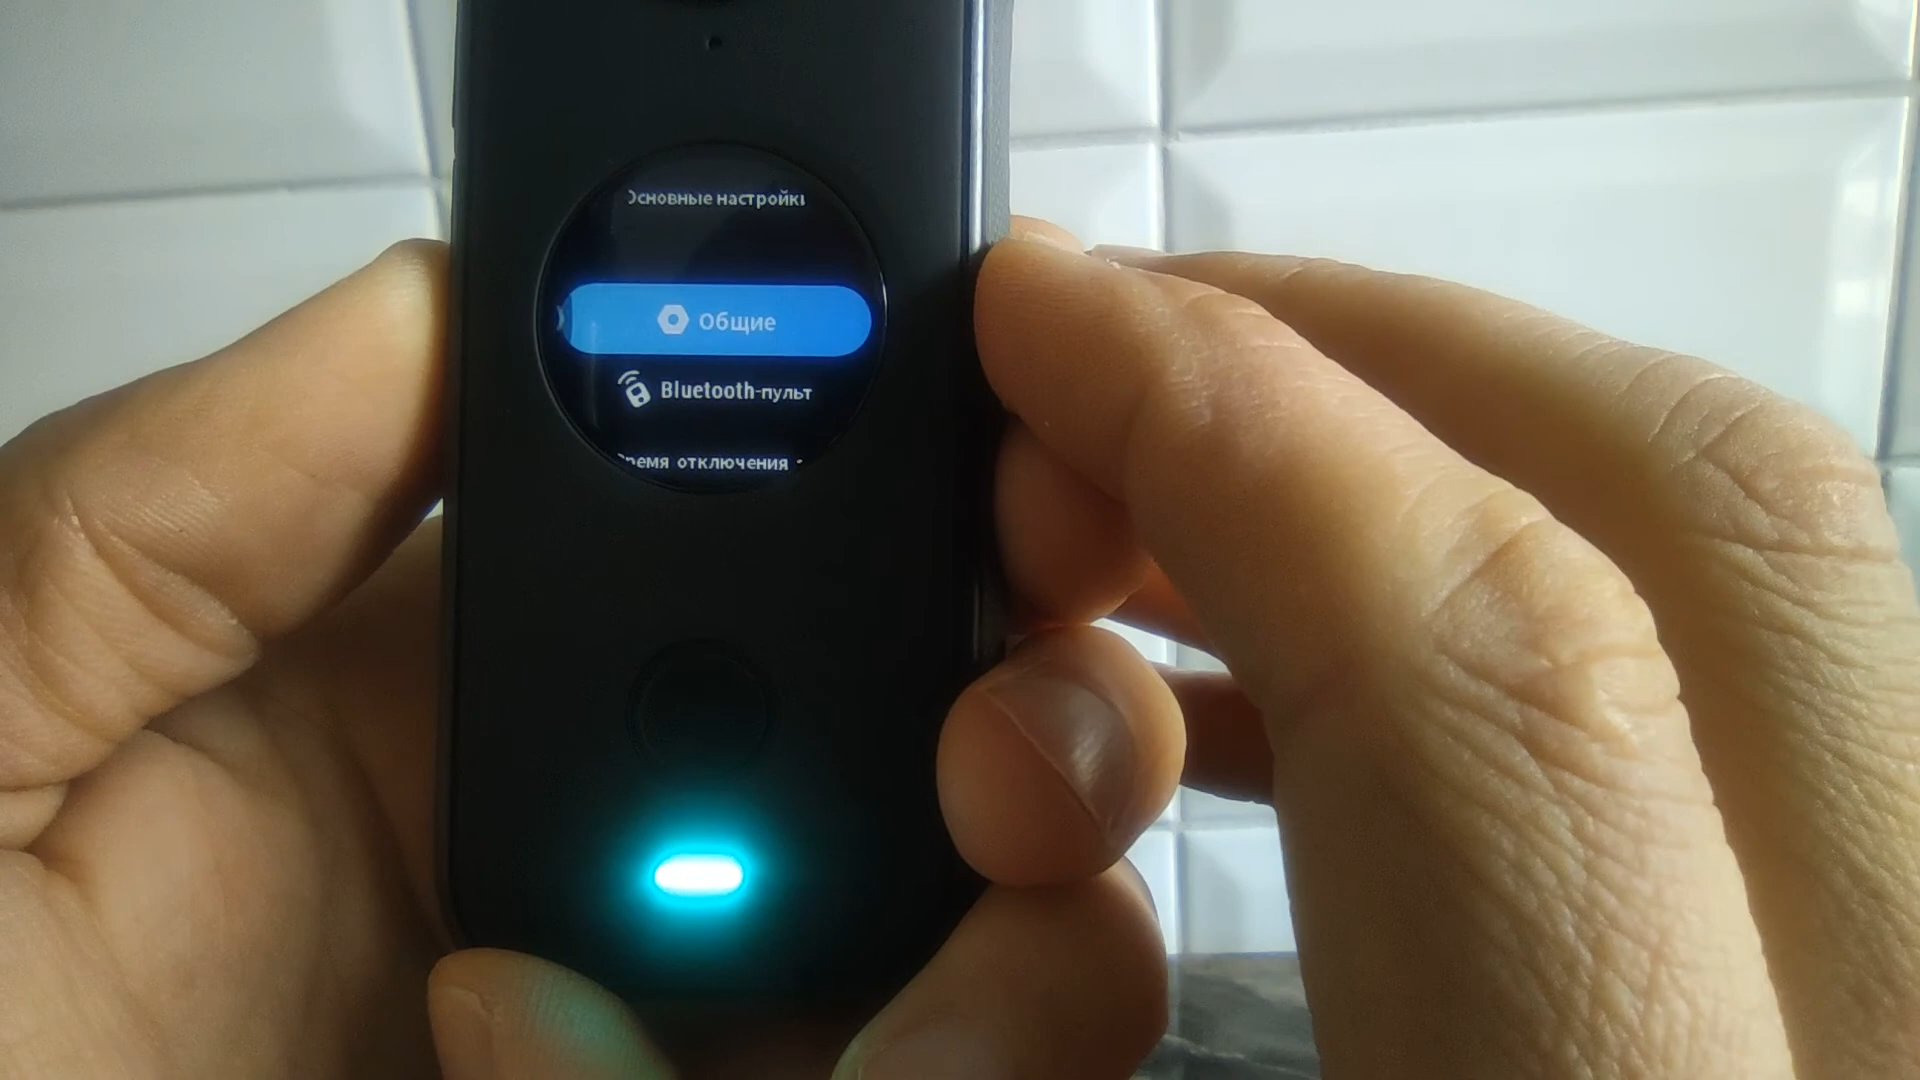 Основные настройки
Общие
Bluetooth-пульт
Время отключения